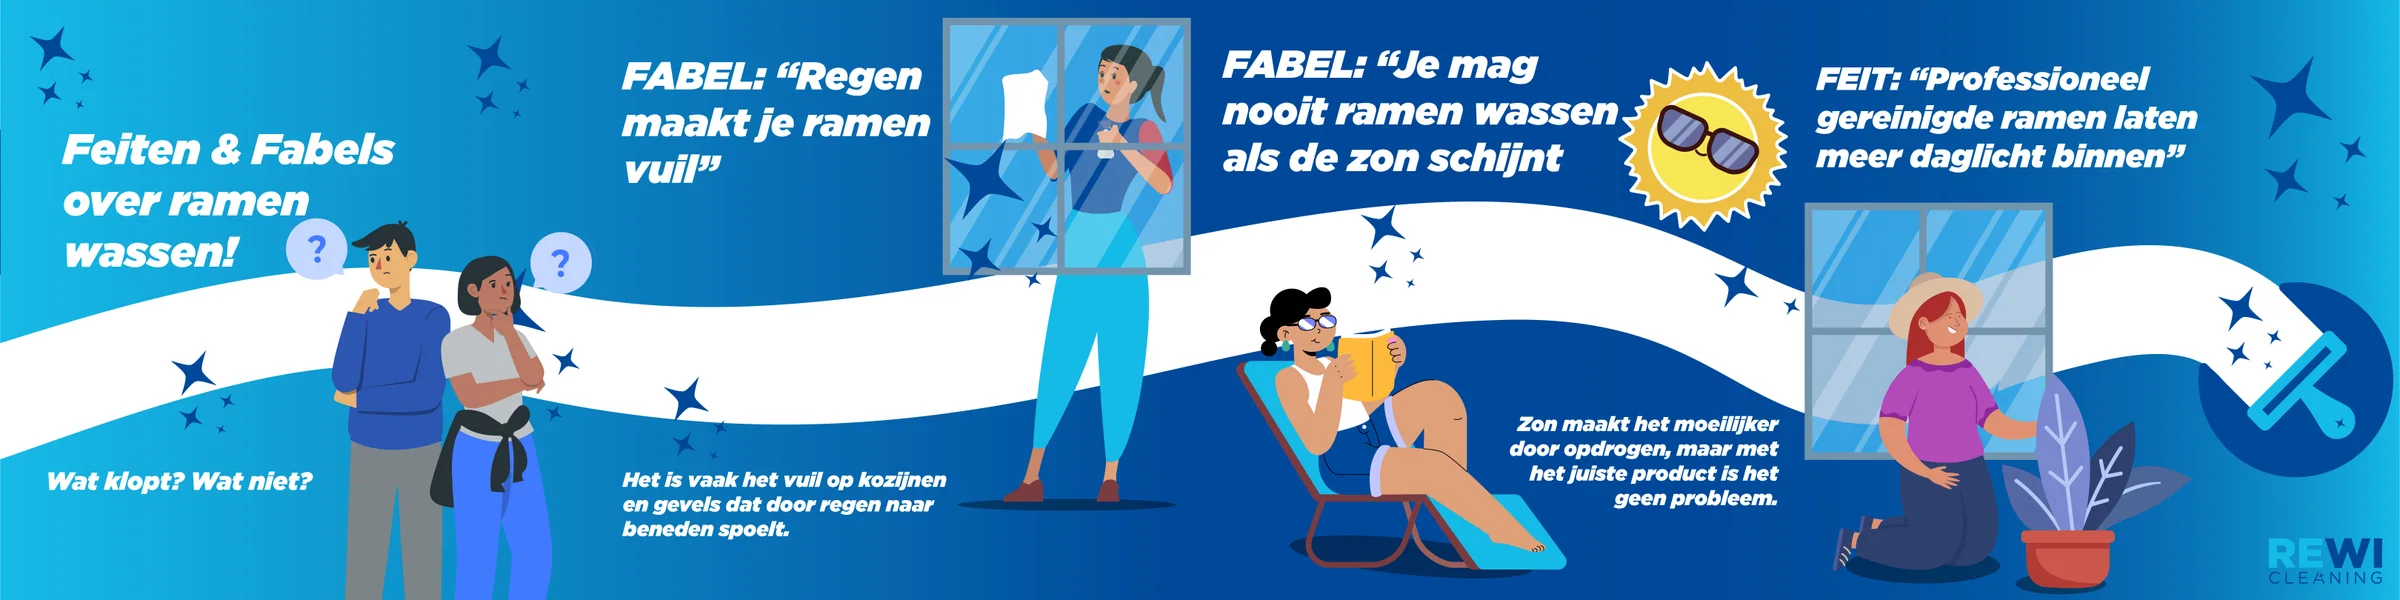 Feiten & Fabels
over ramen
wassen!
?
?
Wat klopt? Wat niet?
FABEL: “Regen
maakt je ramen
vuil”
Het is vaak het vuil op kozijnen
en gevels dat door regen naar
beneden spoelt.
FABEL: “Je mag
nooit ramen wassen
als de zon schijnt
Zon maakt het moeilijker
door opdrogen, maar met
het juiste product is het
geen probleem.
FEIT: “Professioneel
gereinigde ramen laten
meer daglicht binnen”
REWI
CLEANING